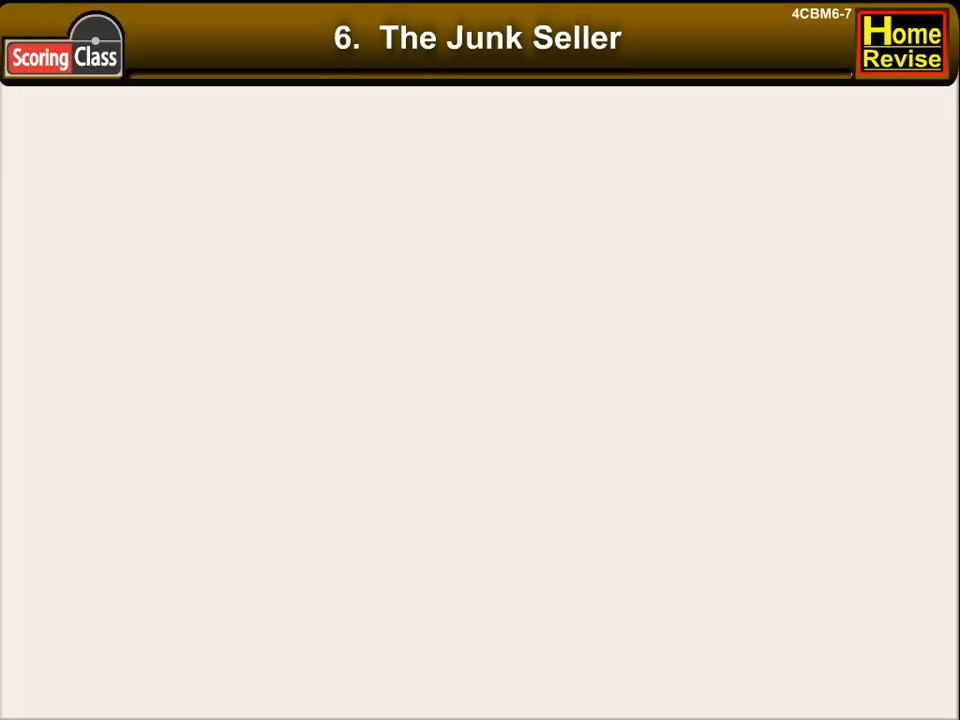 4CBM6-7
Scoring Class
6. The Junk Seller
Home
Revise